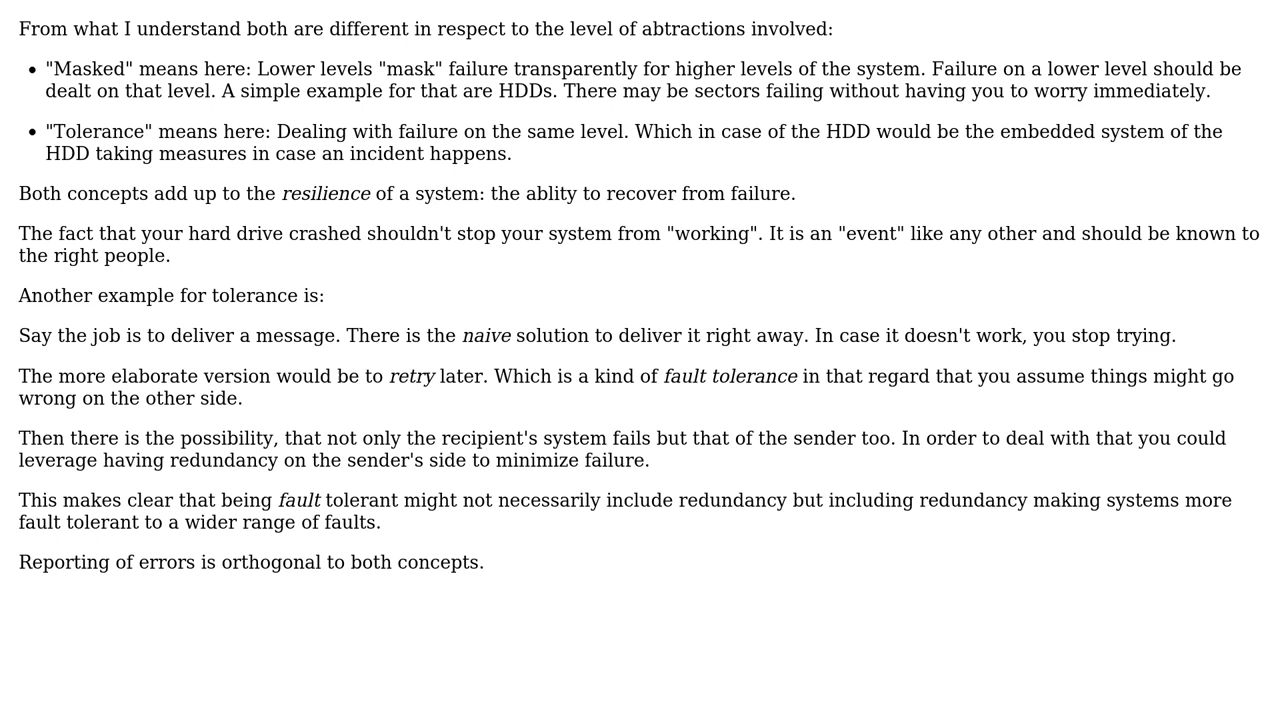 From what I understand both are different in respect to the level of abtractions involved:
• "Masked" means here: Lower levels "mask" failure transparently for higher levels of the system. Failure on a lower level should be
dealt on that level. A simple example for that are HDDs. There may be sectors failing without having you to worry immediately.
• "Tolerance" means here: Dealing with failure on the same level. Which in case of the HDD would be the embedded system of the
HDD taking measures in case an incident happens.
Both concepts add up to the resilience of a system: the ablity to recover from failure.
The fact that your hard drive crashed shouldn't stop your system from "working". It is an "event" like any other and should be known to
the right people.
Another example for tolerance is:
Say the job is to deliver a message. There is the naive solution to deliver it right away. In case it doesn't work, you stop trying.
The more elaborate version would be to retry later. Which is a kind of fault tolerance in that regard that you assume things might go
wrong on the other side.
Then there is the possibility, that not only the recipient's system fails but that of the sender too. In order to deal with that you could
leverage having redundancy on the sender's side to minimize failure.
This makes clear that being fault tolerant might not necessarily include redundancy but including redundancy making systems more
fault tolerant to a wider range of faults.
Reporting of errors is orthogonal to both concepts.